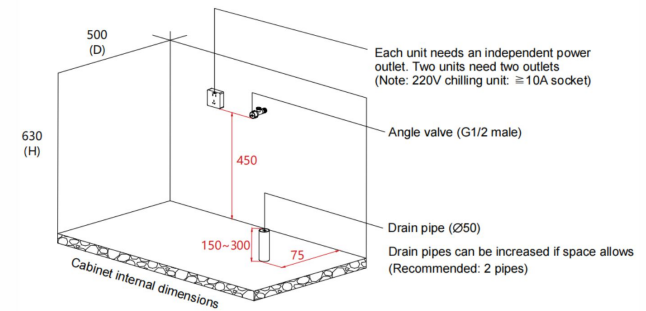 500
(D)
Each unit needs an independent power
outlet. Two units need two outlets
(Note: 220V chilling unit: ≧10A socket)
Angle valve (G1/2 male)
630
(H)
450
Drain pipe (Ø50)
150~300
75
Drain pipes can be increased if space allows
(Recommended: 2 pipes)
Cabinet internal dimensions